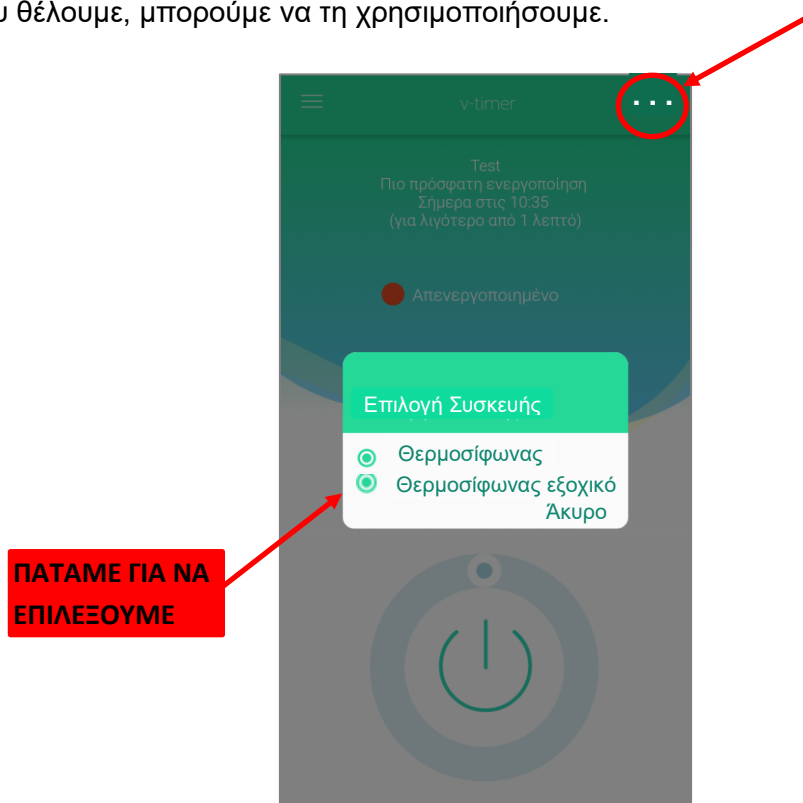 υ θέλουμε, μπορούμε να τη χρησιμοποιήσουμε.
v-timer
Test
Πιο πρόσφατη ενεργοποίηση
Σήμερα στις 10:35
(για λιγότερο από 1 λεπτό)
Απενεργοποιημένο
Επιλογή Συσκευής
Θερμοσίφωνας
Θερμοσίφωνας εξοχικό
Άκυρο
ΠΑΤΑΜΕ ΓΙΑ ΝΑ
ΕΠΙΛΕΞΟΥΜΕ